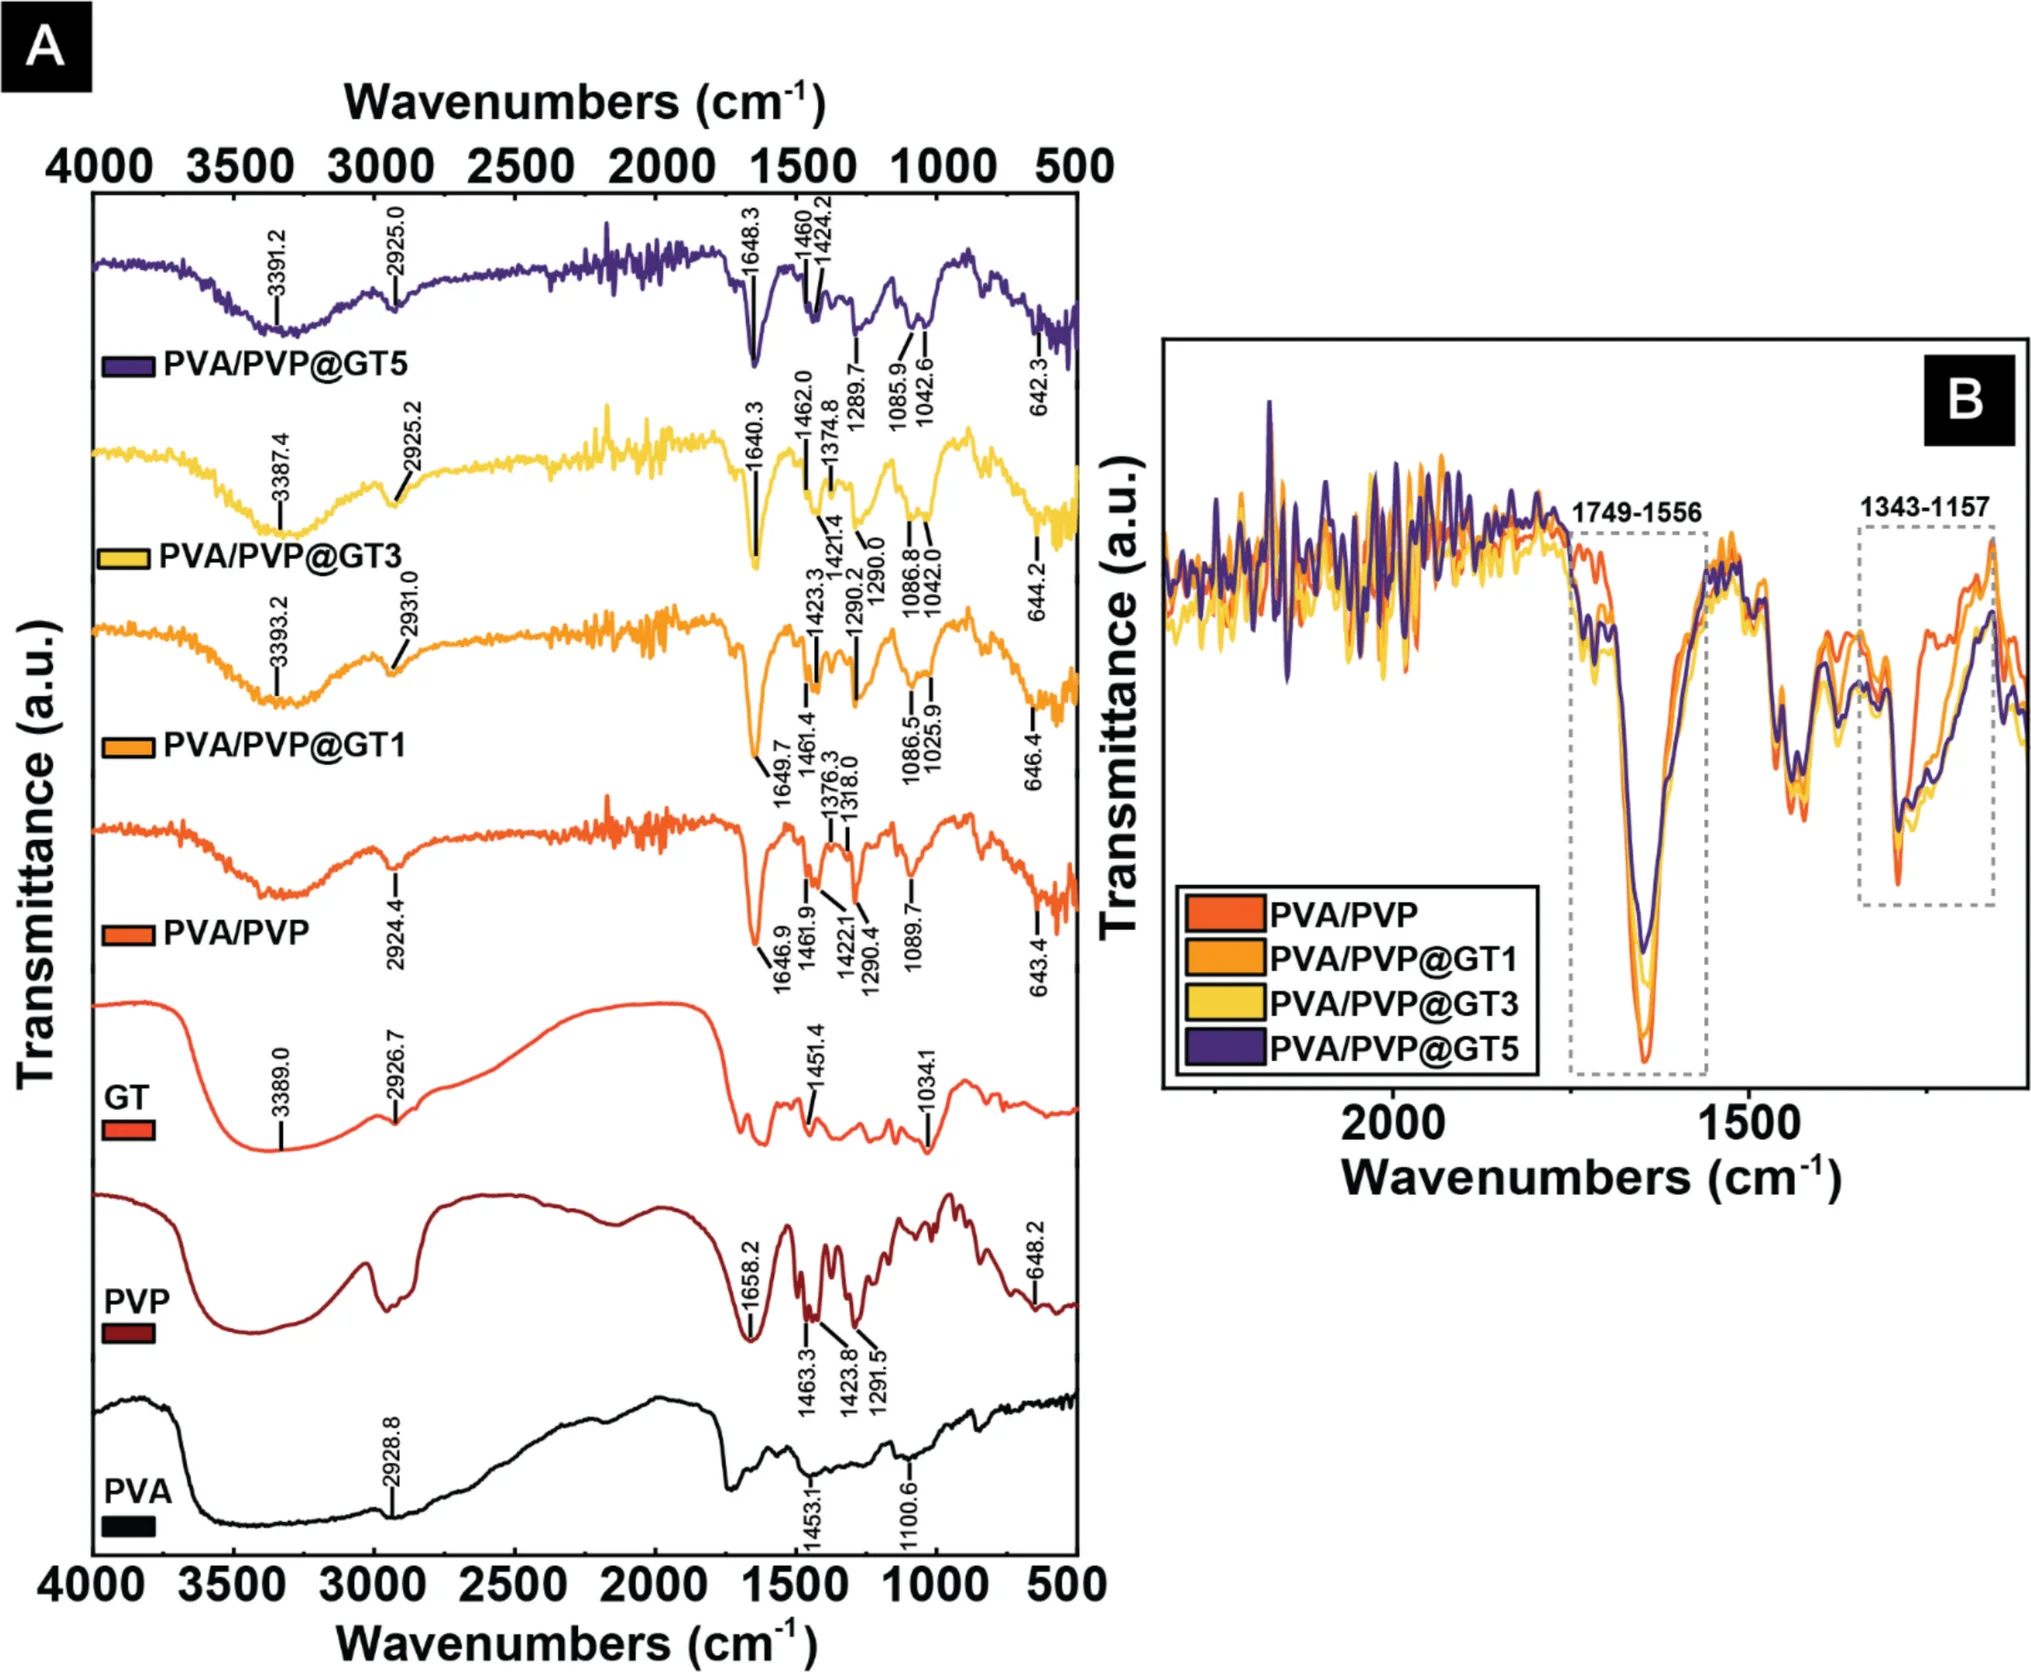 A
Wavenumbers (cm-1)
4000 3500 3000 2500 2000 1500 1000 500
Transmittance (a.u.)
3391.2
2925.0
1648.3
1460
1424.2
1289.7
1085.9
1042.6
642.3
PVA/PVP@GT5
3387.4
2925.2
1640.3
1462.0
1374.8
1421.4
1290.0
1086.8
1042.0
644.2
PVA/PVP@GT3
3393.2
2931.0
1649.7
1461.4
1423.3
1290.2
1086.5
1025.9
646.4
PVA/PVP@GT1
2924.4
1646.9
1461.9
1376.3
1318.0
1422.1
1290.4
1089.7
643.4
PVA/PVP
3389.0
2926.7
1451.4
1034.1
GT
1658.2
1463.3
1423.8
1291.5
648.2
PVP
2928.8
1453.1
1100.6
PVA
4000 3500 3000 2500 2000 1500 1000 500
Wavenumbers (cm-1)
B
Transmittance (a.u.)
1749-1556
1343-1157
PVA/PVP
PVA/PVP@GT1
PVA/PVP@GT3
PVA/PVP@GT5
2000 1500
Wavenumbers (cm-1)